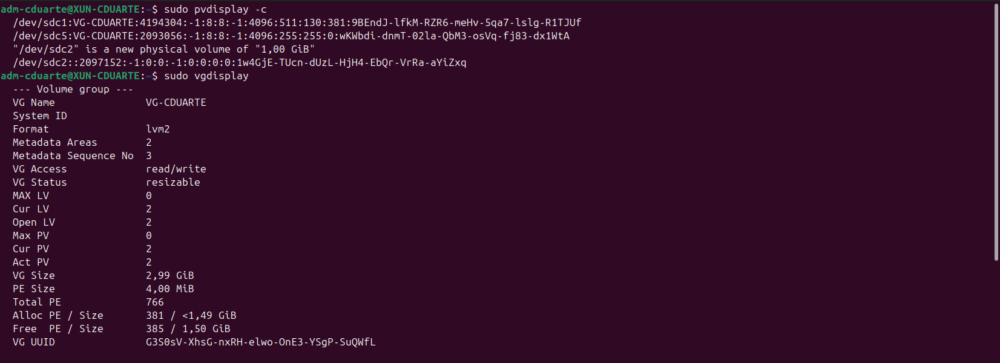 adm-cduarte@XUN-CDUARTE:~$ sudo pvdisplay -c
  /dev/sdc1:VG-CDUARTE:4194304:-1:8:8:-1:4096:511:130:381:9BEndJ-lfkM-RZR6-meHv-5qa7-lslg-R1TJUf
  /dev/sdc5:VG-CDUARTE:2093056:-1:8:8:-1:4096:255:255:0:wKWbdi-dnmT-02la-QbM3-osVq-fj83-dx1WtA
  "/dev/sdc2" is a new physical volume of "1,00 GiB"
  /dev/sdc2::2097152:-1:0:0:-1:0:0:0:0:1w4GjE-TUcn-dUzL-HjH4-EbQr-VrRa-aYiZxq
adm-cduarte@XUN-CDUARTE:~$ sudo vgdisplay
  --- Volume group ---
  VG Name               VG-CDUARTE
  System ID
  Format                lvm2
  Metadata Areas        2
  Metadata Sequence No  3
  VG Access             read/write
  VG Status             resizable
  MAX LV                0
  Cur LV                2
  Open LV               2
  Max PV                0
  Cur PV                2
  Act PV                2
  VG Size               2,99 GiB
  PE Size               4,00 MiB
  Total PE              766
  Alloc PE / Size       381 / <1,49 GiB
  Free  PE / Size       385 / 1,50 GiB
  VG UUID               G3S0sV-XhsG-nxRH-elwo-OnE3-YSgP-SuQWfL